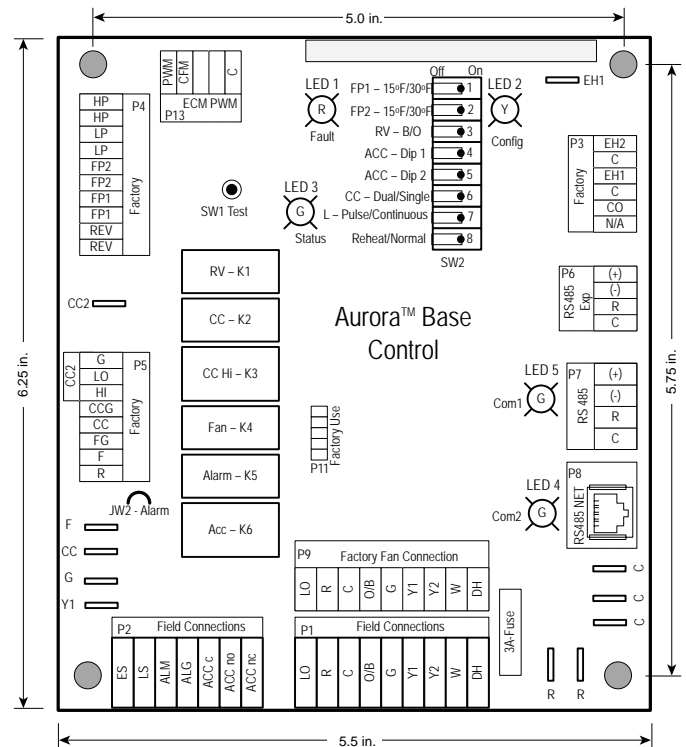 5.0 in.
6.25 in.
5.75 in.
5.5 in.
PWM
CFM
C
ECM PWM
P13
P4
HP
HP
LP
LP
FP2
FP2
FP1
FP1
REV
REV
Factory
SW1 Test
LED 1
R
Fault
LED 3
G
Status
Off On
FP1 – 15ºF/30ºF 1
FP2 – 15ºF/30ºF 2
RV – B/O 3
ACC – Dip 1 4
ACC – Dip 2 5
CC – Dual/Single 6
L – Pulse/Continuous 7
Reheat/Normal 8
SW2
LED 2
Y
Config
EH1
P3
Factory
EH2
C
EH1
C
CO
N/A
P6
RS485
Exp
(+)
(-)
R
C
LED 5
Com1
G
P7
RS 485
(+)
(-)
R
C
LED 4
Com2
G
P8
RS485 NET
RV – K1
CC – K2
CC Hi – K3
Fan – K4
Alarm – K5
Acc – K6
Aurora™ Base
Control
Factory Use
P11
CC2
CC2
P5
G
LO
HI
CCG
CC
FG
F
R
Factory
JW2 - Alarm
F
CC
G
Y1
P9 Factory Fan Connection
LO
R
C
O/B
G
Y1
Y2
W
DH
P2 Field Connections
ES
LS
ALM
ALG
ACC c
ACC no
ACC nc
P1 Field Connections
LO
R
C
O/B
G
Y1
Y2
W
DH
3A-Fuse
C
C
C
R
R